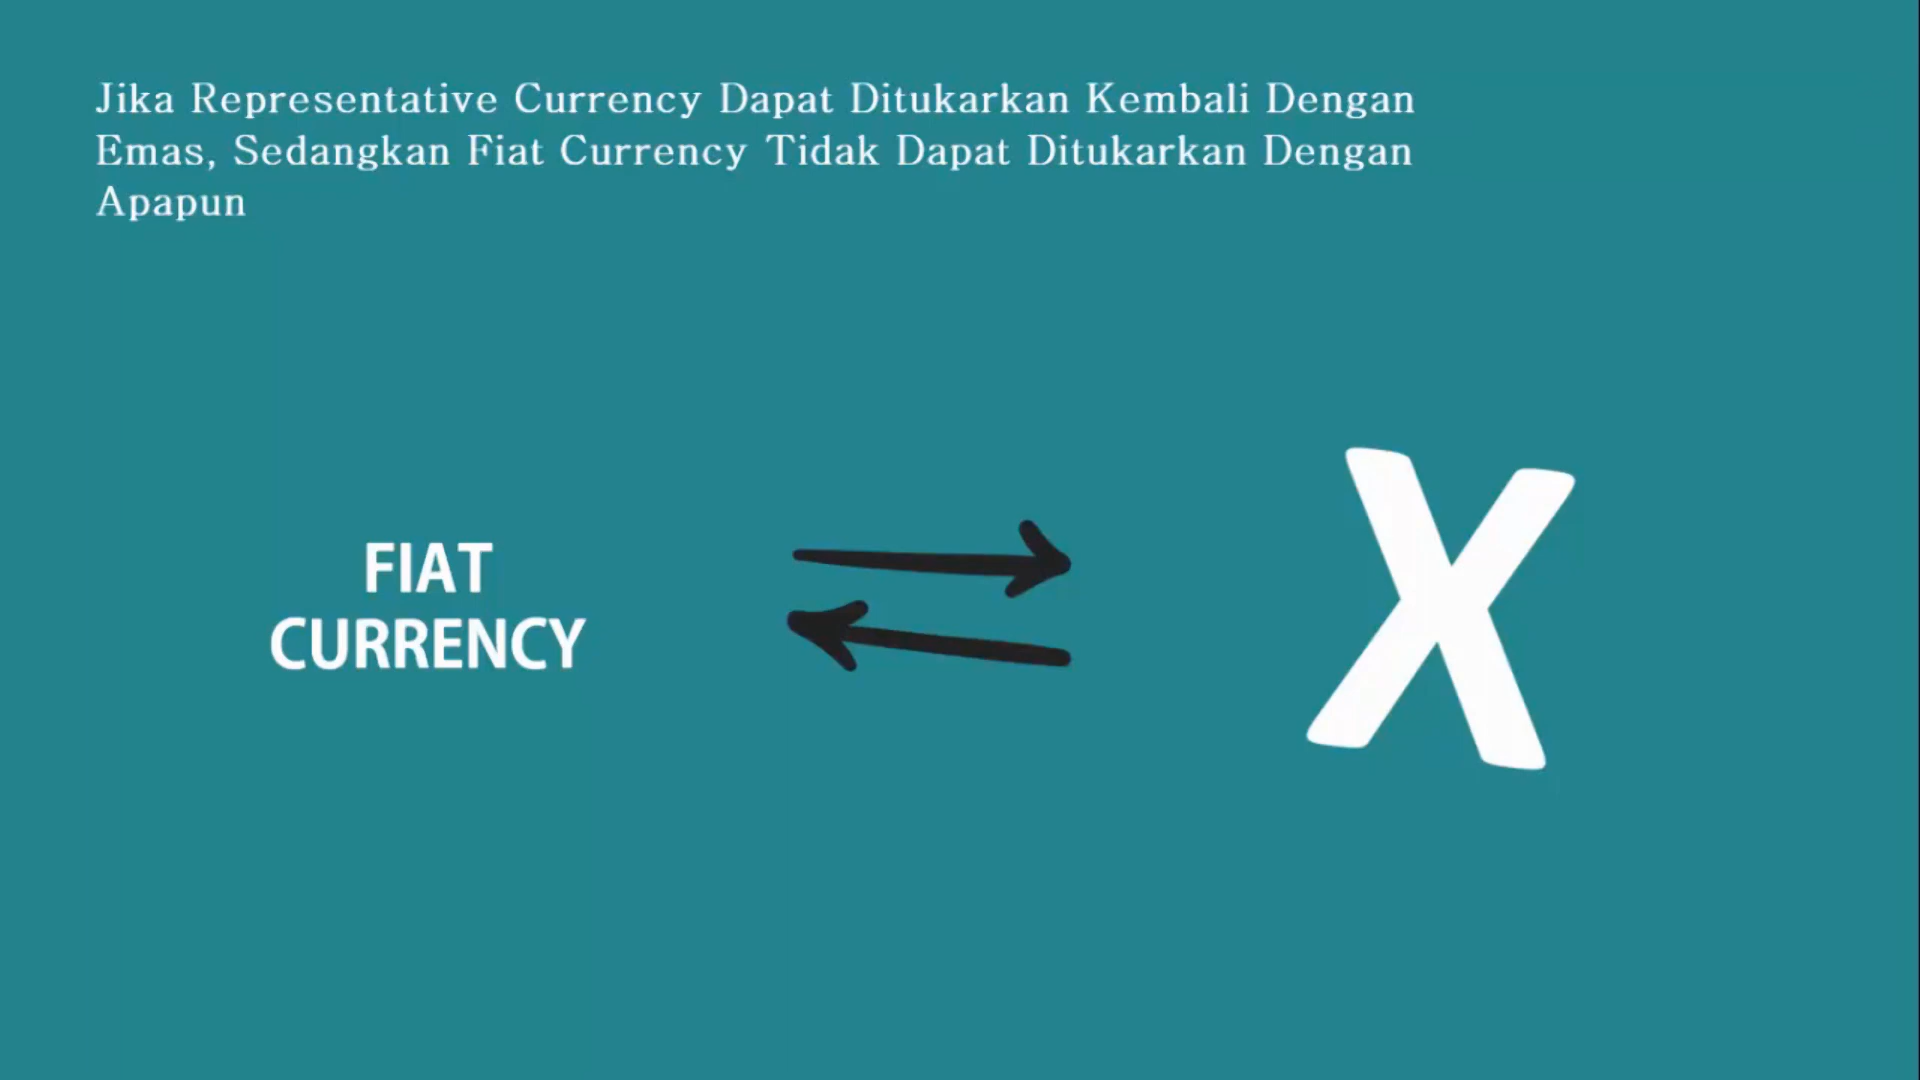 Jika Representative Currency Dapat Ditukarkan Kembali Dengan
Emas, Sedangkan Fiat Currency Tidak Dapat Ditukarkan Dengan
Apapun
FIAT
CURRENCY
X